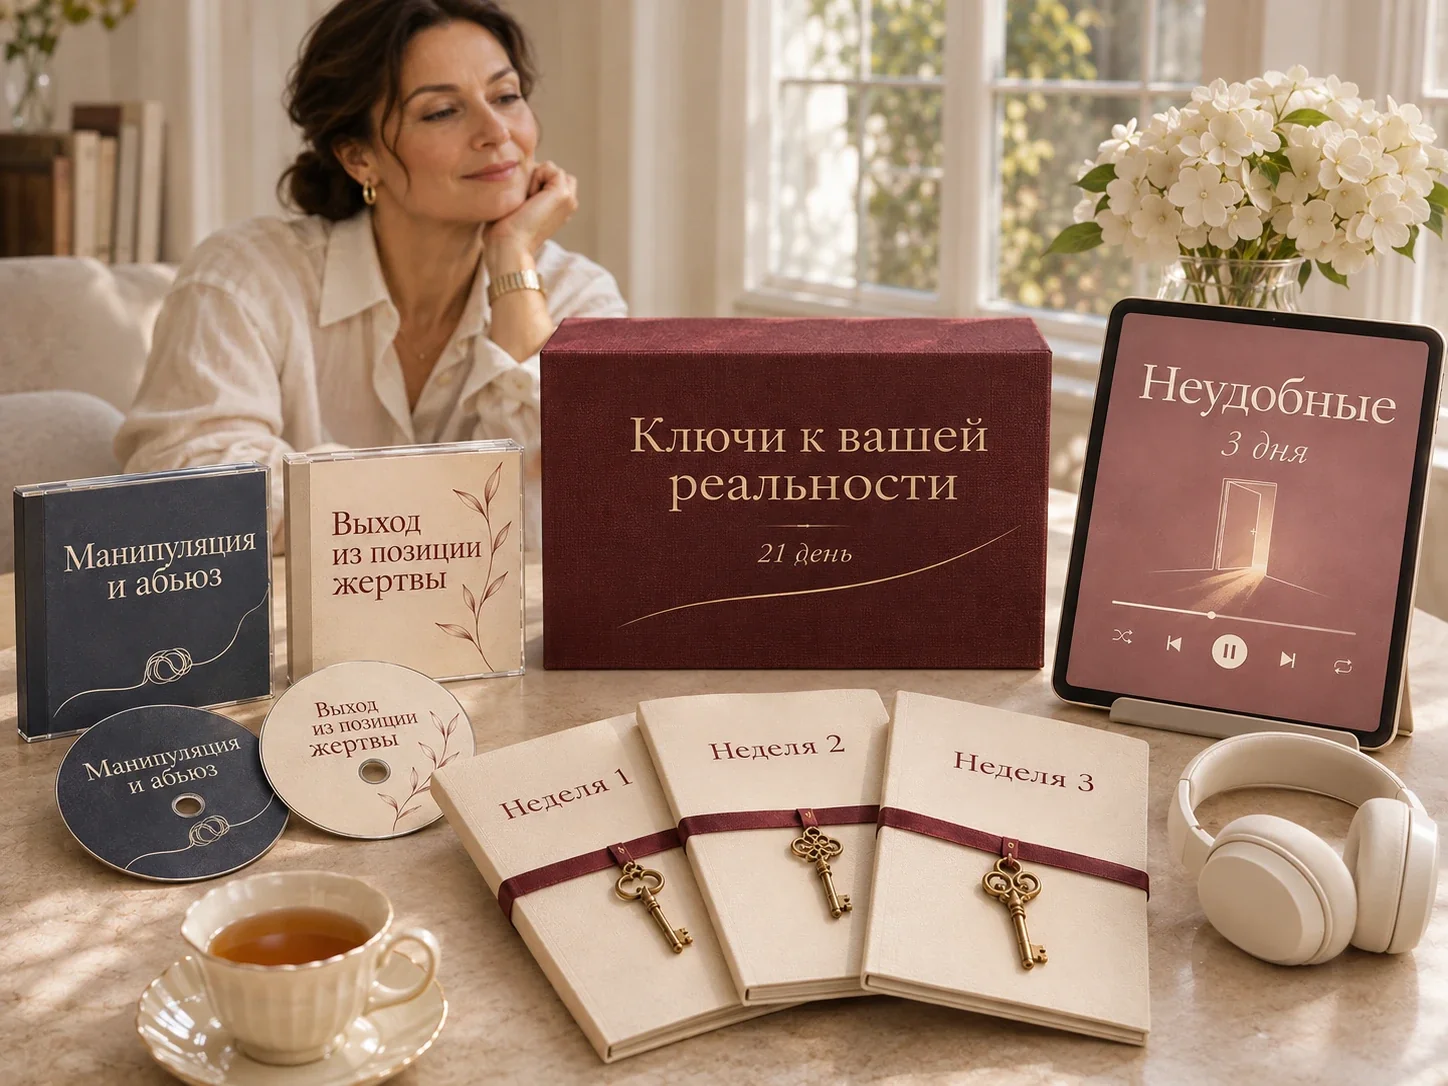 Манипуляция
и абьюз
Выход
из позиции
жертвы
Ключи к вашей
реальности
21 день
Неудобные
3 дня
Манипуляция
и абьюз
Выход
из позиции
жертвы
Неделя 1
Неделя 2
Неделя 3